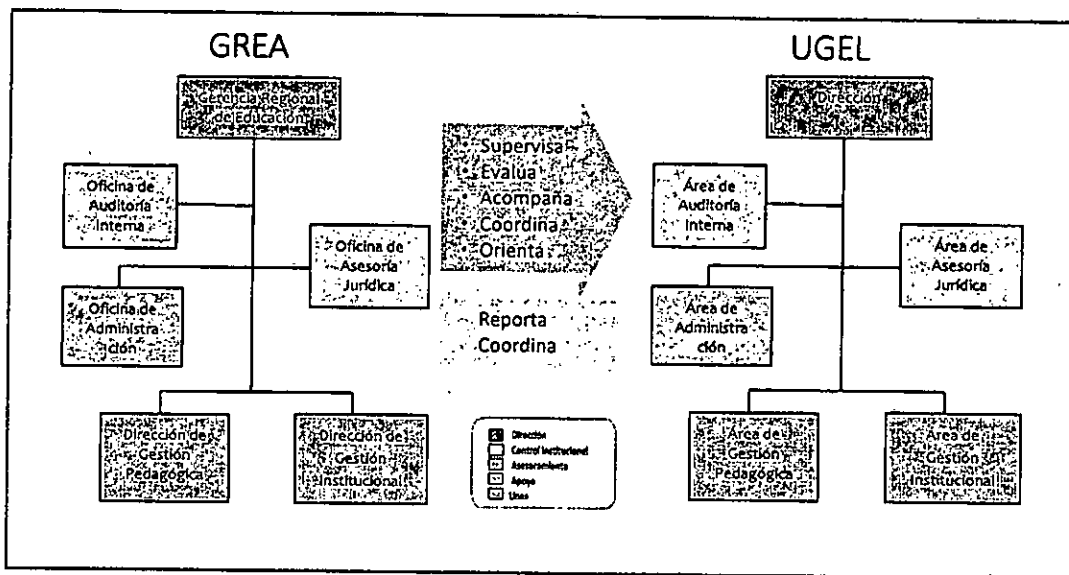 GREA
Gerencia Regional
de Educación
Oficina de
Auditoría
Interna
Oficina de
Asesoría
Jurídica
Oficina de
Administra
ción
Dirección de
Gestión
Pedagógica
Dirección de
Gestión
Institucional
• Supervisa
• Evalúa
• Acompaña
• Coordina
• Orienta
Reporta
Coordina
Dirección
Control Institucional
Asesoramiento
Apoyo
Línea
UGEL
Dirección
Área de
Auditoría
Interna
Área de
Asesoría
Jurídica
Área de
Administra
ción
Área de
Gestión
Pedagógica
Área de
Gestión
Institucional